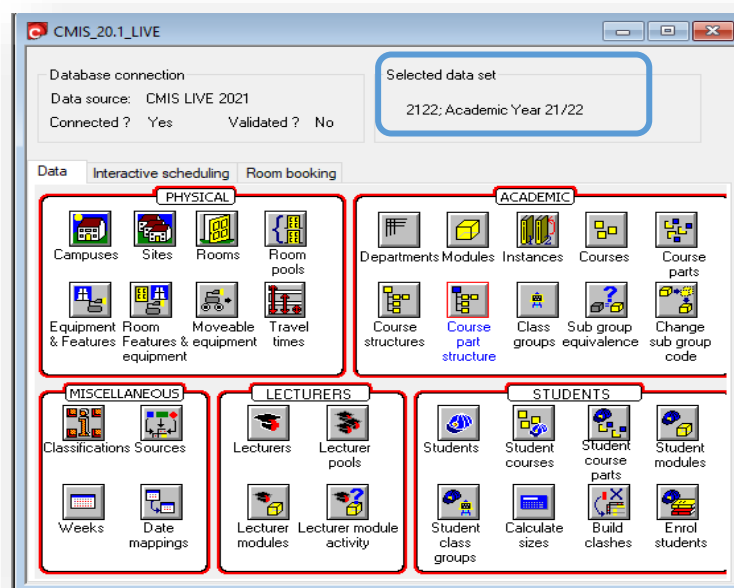 CMIS_20.1_LIVE
Database connection
Data source: CMIS LIVE 2021
Connected ? Yes Validated ? No
Selected data set
2122; Academic Year 21/22
Data Interactive scheduling Room booking
PHYSICAL
Campuses Sites Rooms Room
pools
Equipment
& Features
Room
Features &
equipment
Moveable
equipment
Travel
times
ACADEMIC
Departments Modules Instances Courses Course
parts
Course
structures
Course
part
structure
Class
groups
Sub group
equivalence
Change
sub group
code
MISCELLANEOUS
Classifications Sources
Weeks Date
mappings
LECTURERS
Lecturers Lecturer
pools
Lecturer
modules
Lecturer module
activity
STUDENTS
Students Student
courses
Student
course
parts
Student
modules
Student
class
groups
Calculate
sizes
Build
clashes
Enrol
students